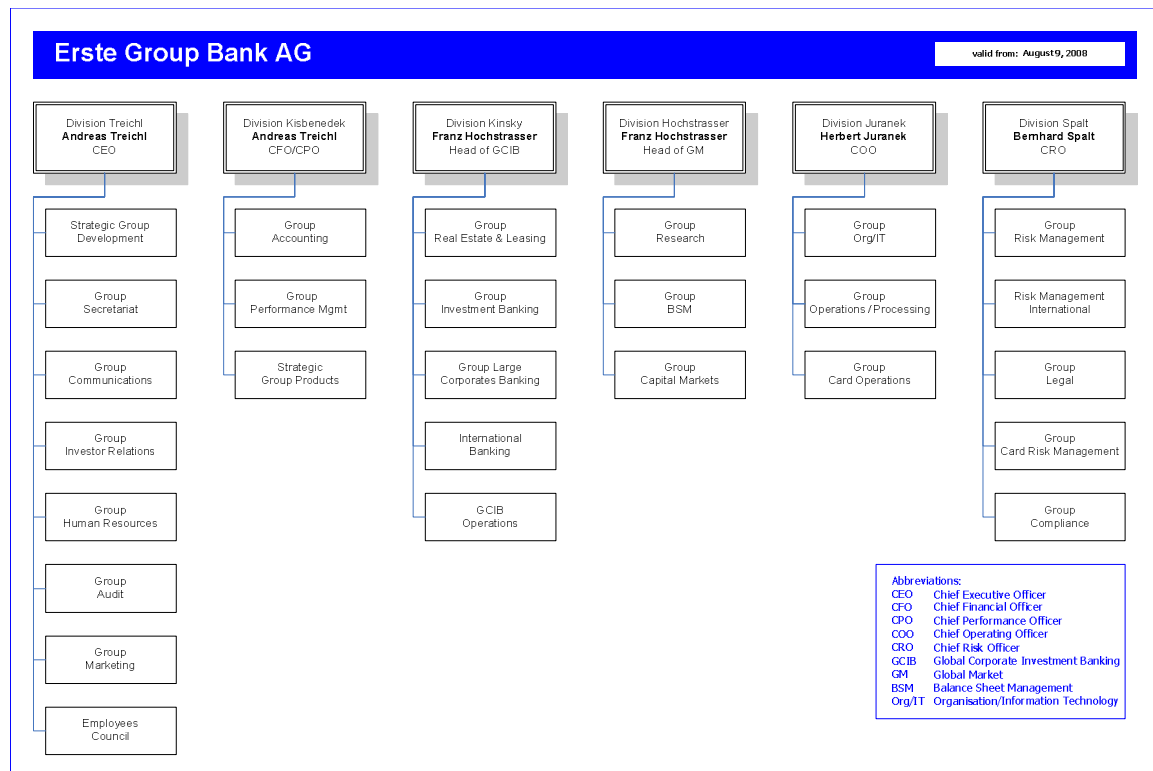 Erste Group Bank AG
valid from: August 9, 2008
Division Treichl
Andreas Treichl
CEO
Division Kisbenedek
Andreas Treichl
CFO/CPO
Division Kinsky
Franz Hochstrasser
Head of GCIB
Division Hochstrasser
Franz Hochstrasser
Head of GM
Division Juranek
Herbert Juranek
COO
Division Spalt
Bernhard Spalt
CRO
Strategic Group
Development
Group
Secretariat
Group
Communications
Group
Investor Relations
Group
Human Resources
Group
Audit
Group
Marketing
Employees
Council
Group
Accounting
Group
Performance Mgmt
Strategic
Group Products
Group
Real Estate & Leasing
Group
Investment Banking
Group Large
Corporates Banking
International
Banking
GCIB
Operations
Group
Research
Group
BSM
Group
Capital Markets
Group
Org/IT
Group
Operations / Processing
Group
Card Operations
Group
Risk Management
Risk Management
International
Group
Legal
Group
Card Risk Management
Group
Compliance
Abbreviations:
CEO Chief Executive Officer
CFO Chief Financial Officer
CPO Chief Performance Officer
COO Chief Operating Officer
CRO Chief Risk Officer
GCIB Global Corporate Investment Banking
GM Global Market
BSM Balance Sheet Management
Org/IT Organisation/Information Technology